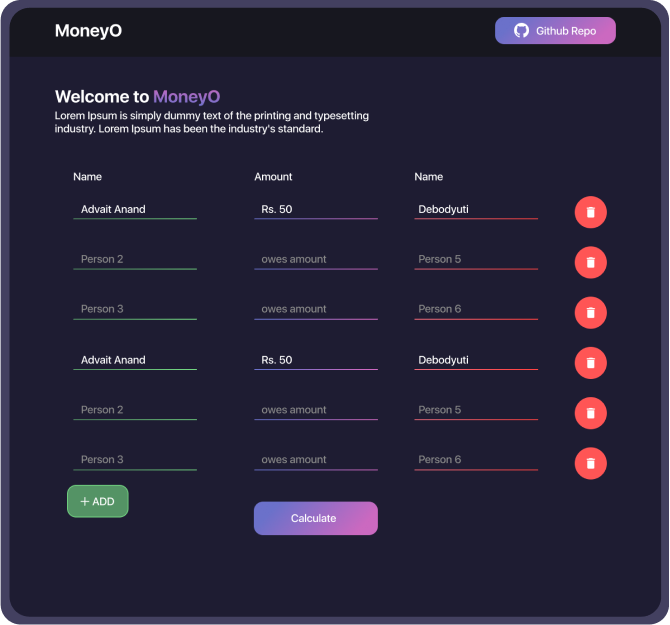 MoneyO
Github Repo
Welcome to MoneyO
Lorem Ipsum is simply dummy text of the printing and typesetting
industry. Lorem Ipsum has been the industry's standard.
Name Amount Name
Advait Anand Rs. 50 Debodyuti
Person 2 owes amount Person 5
Person 3 owes amount Person 6
Advait Anand Rs. 50 Debodyuti
Person 2 owes amount Person 5
Person 3 owes amount Person 6
+ ADD
Calculate